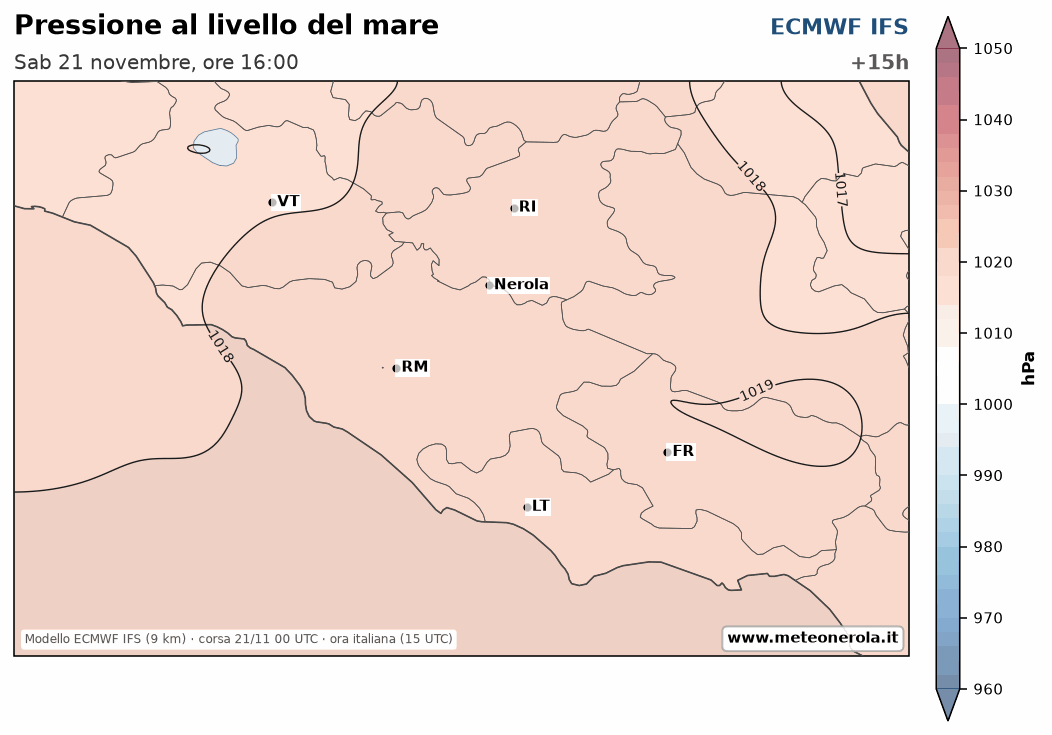 Pressione al livello del mare
ECMWF IFS
Sab 21 novembre, ore 16:00
+15h
1018
1017
VT
RI
Nerola
1018
RM
1019
FR
LT
Modello ECMWF IFS (9 km) · corsa 21/11 00 UTC · ora italiana (15 UTC)
www.meteonerola.it
1050
1040
1030
1020
1010
1000
990
980
970
960
hPa